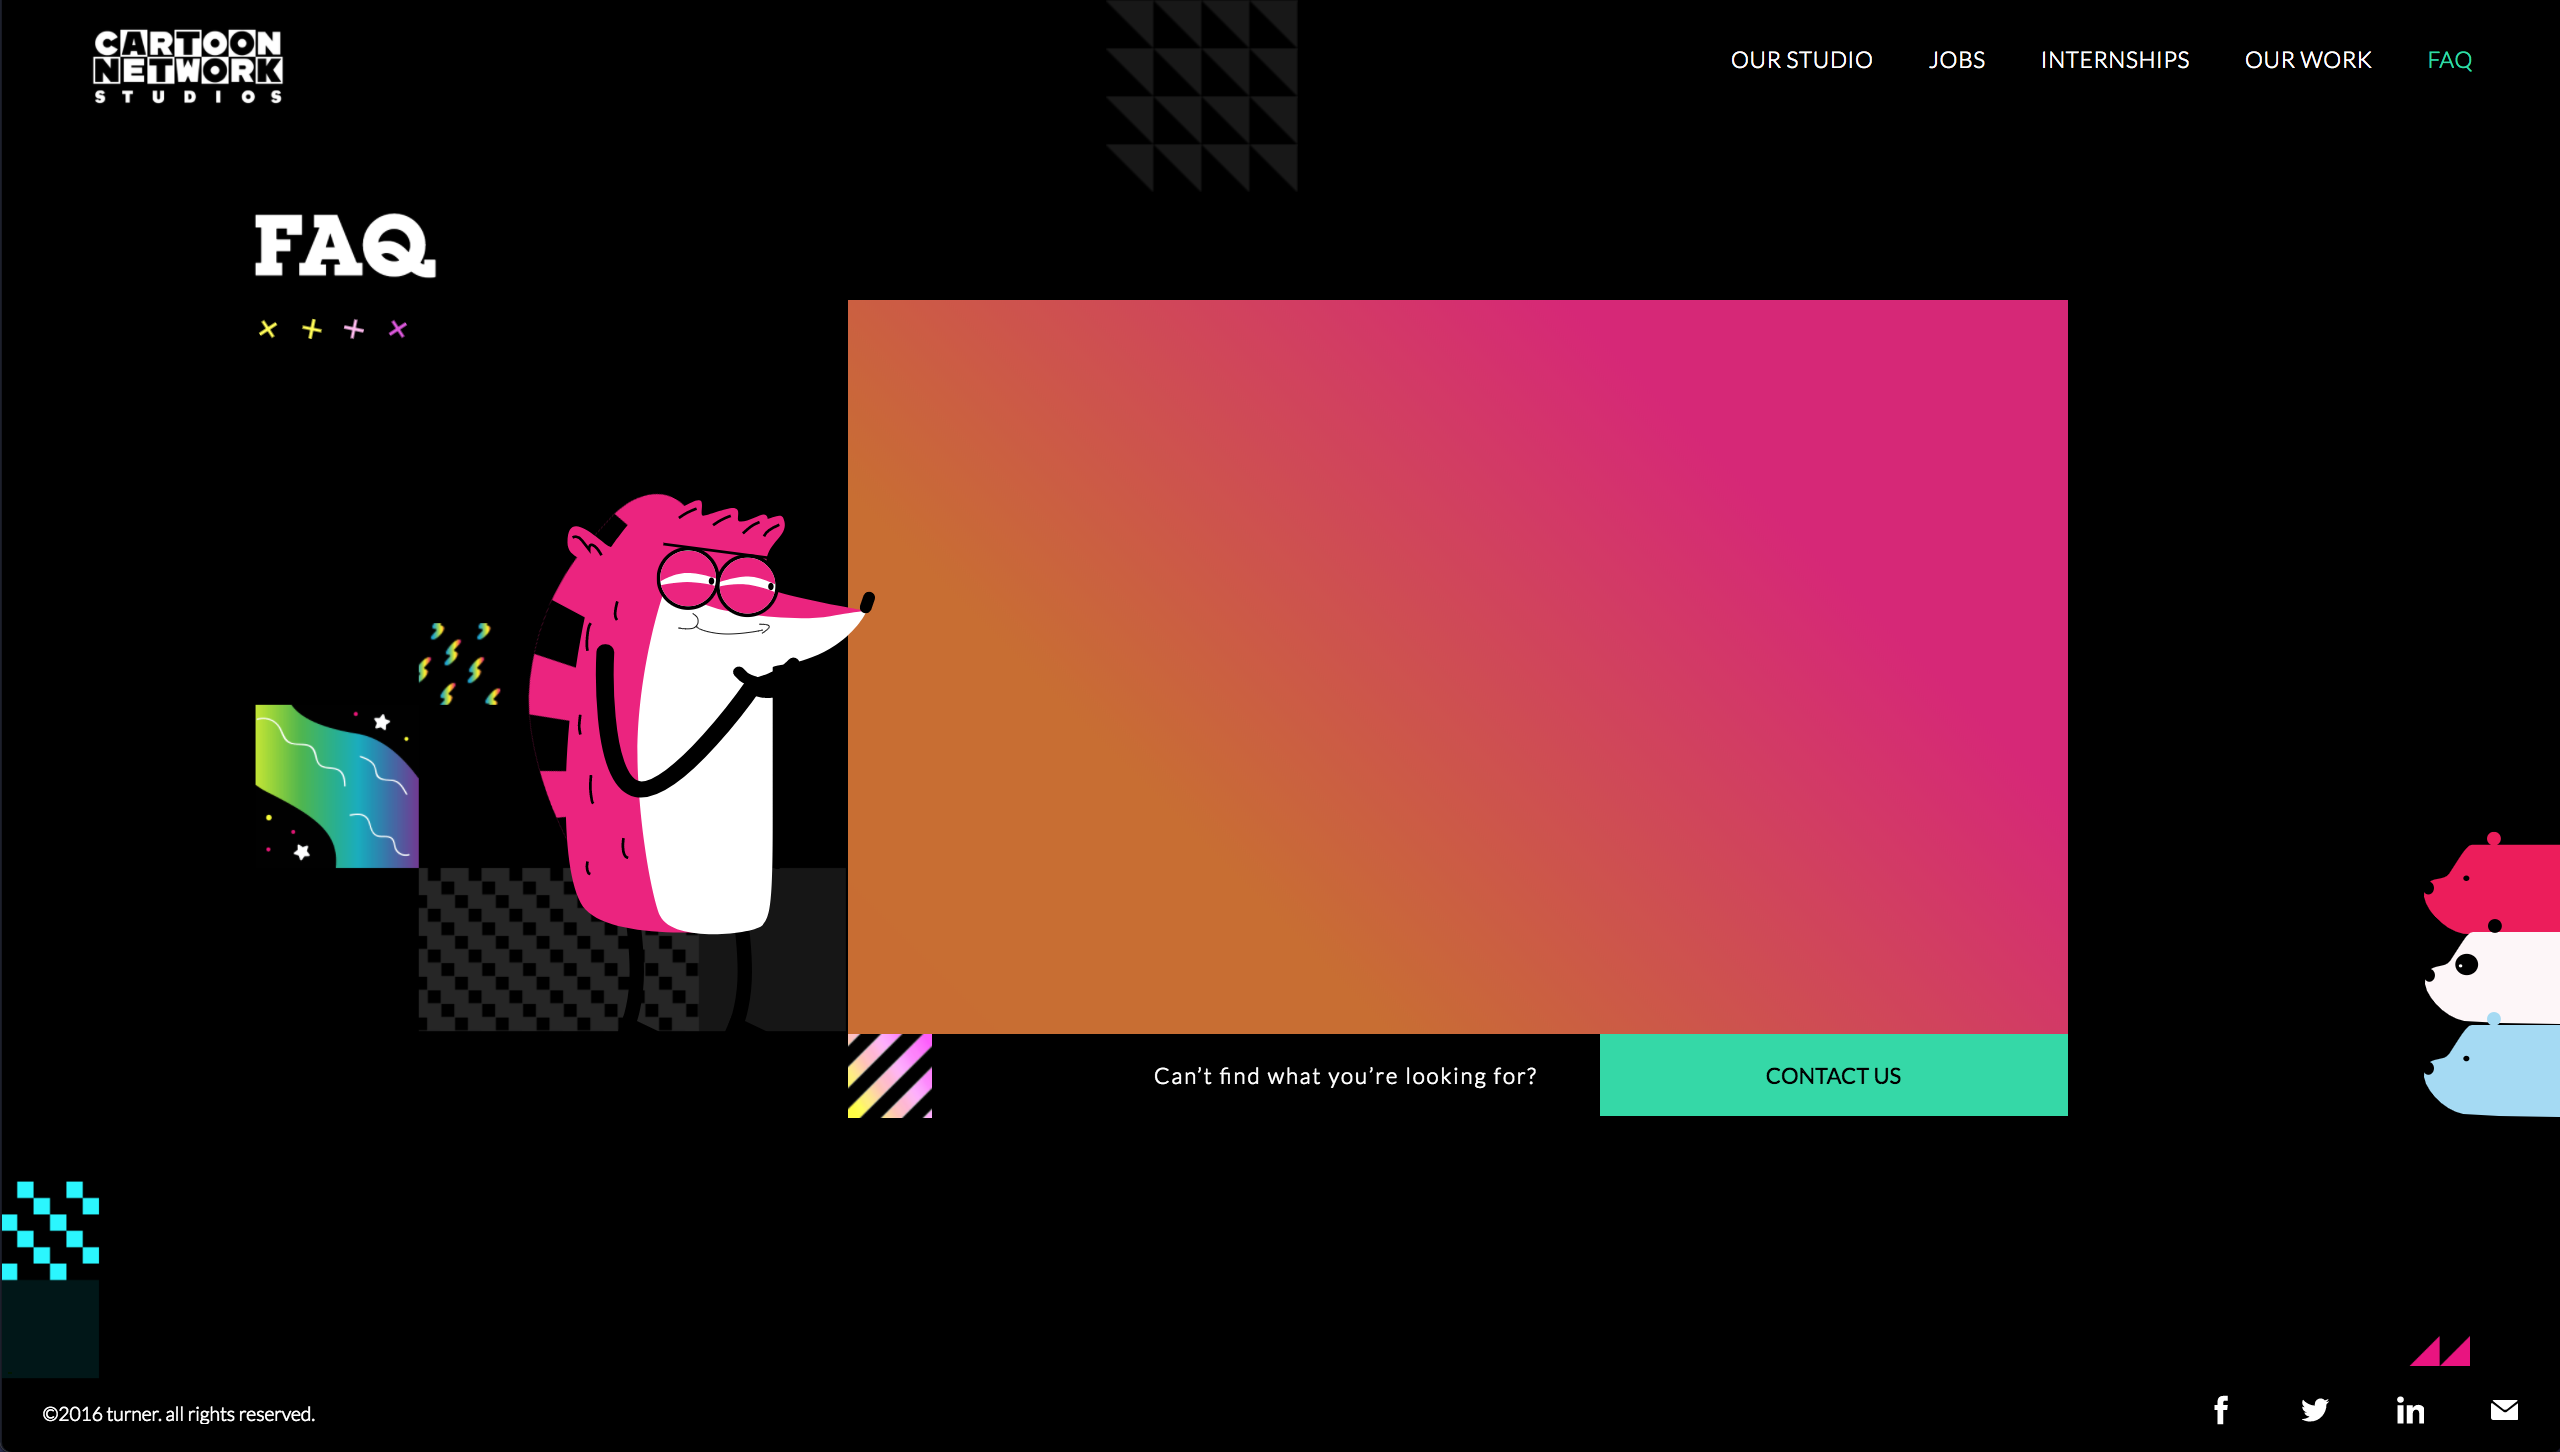 CARTOON
NETWORK
STUDIOS
OUR STUDIO JOBS INTERNSHIPS OUR WORK FAQ
FAQ
Can’t find what you’re looking for?
CONTACT US
©2016 turner. all rights reserved.